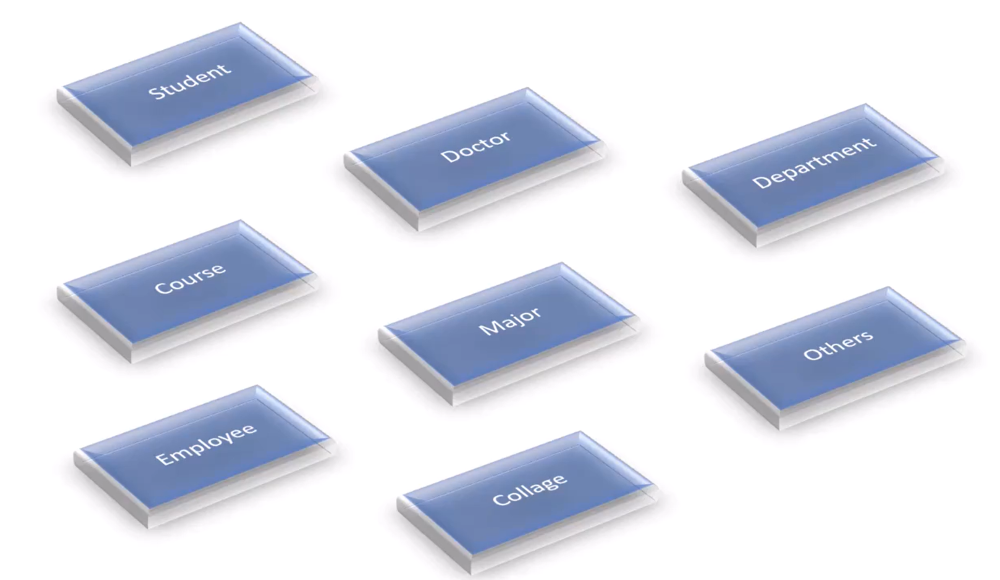 Student
Doctor
Department
Course
Major
Others
Employee
Collage